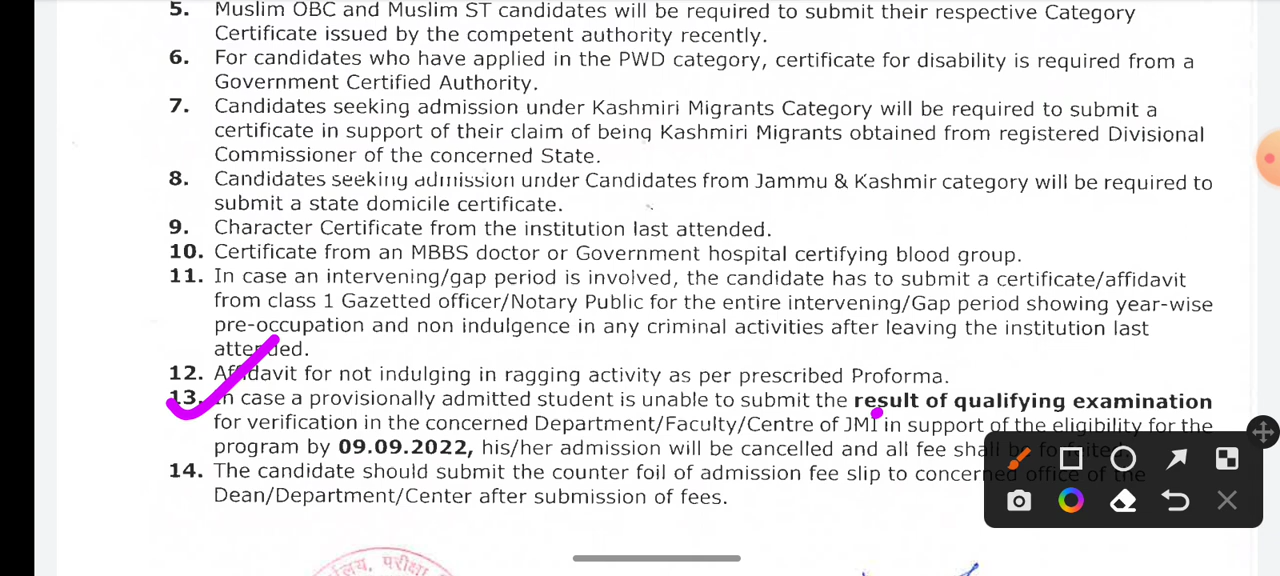 5. Muslim OBC and Muslim ST candidates will be required to submit their respective Category
Certificate issued by the competent authority recently.
6. For candidates who have applied in the PWD category, certificate for disability is required from a
Government Certified Authority.
7. Candidates seeking admission under Kashmiri Migrants Category will be required to submit a
certificate in support of their claim of being Kashmiri Migrants obtained from registered Divisional
Commissioner of the concerned State.
8. Candidates seeking admission under Candidates from Jammu & Kashmir category will be required to
submit a state domicile certificate.
9. Character Certificate from the institution last attended.
10. Certificate from an MBBS doctor or Government hospital certifying blood group.
11. In case an intervening/gap period is involved, the candidate has to submit a certificate/affidavit
from class 1 Gazetted officer/Notary Public for the entire intervening/Gap period showing year-wise
pre-occupation and non indulgence in any criminal activities after leaving the institution last
attended.
12. Affidavit for not indulging in ragging activity as per prescribed Proforma.
13. In case a provisionally admitted student is unable to submit the result of qualifying examination
for verification in the concerned Department/Faculty/Centre of JMI in support of the eligibility for the
program by 09.09.2022, his/her admission will be cancelled and all fee shall be forfeited.
14. The candidate should submit the counter foil of admission fee slip to concerned office of the
Dean/Department/Center after submission of fees.
परीक्षा